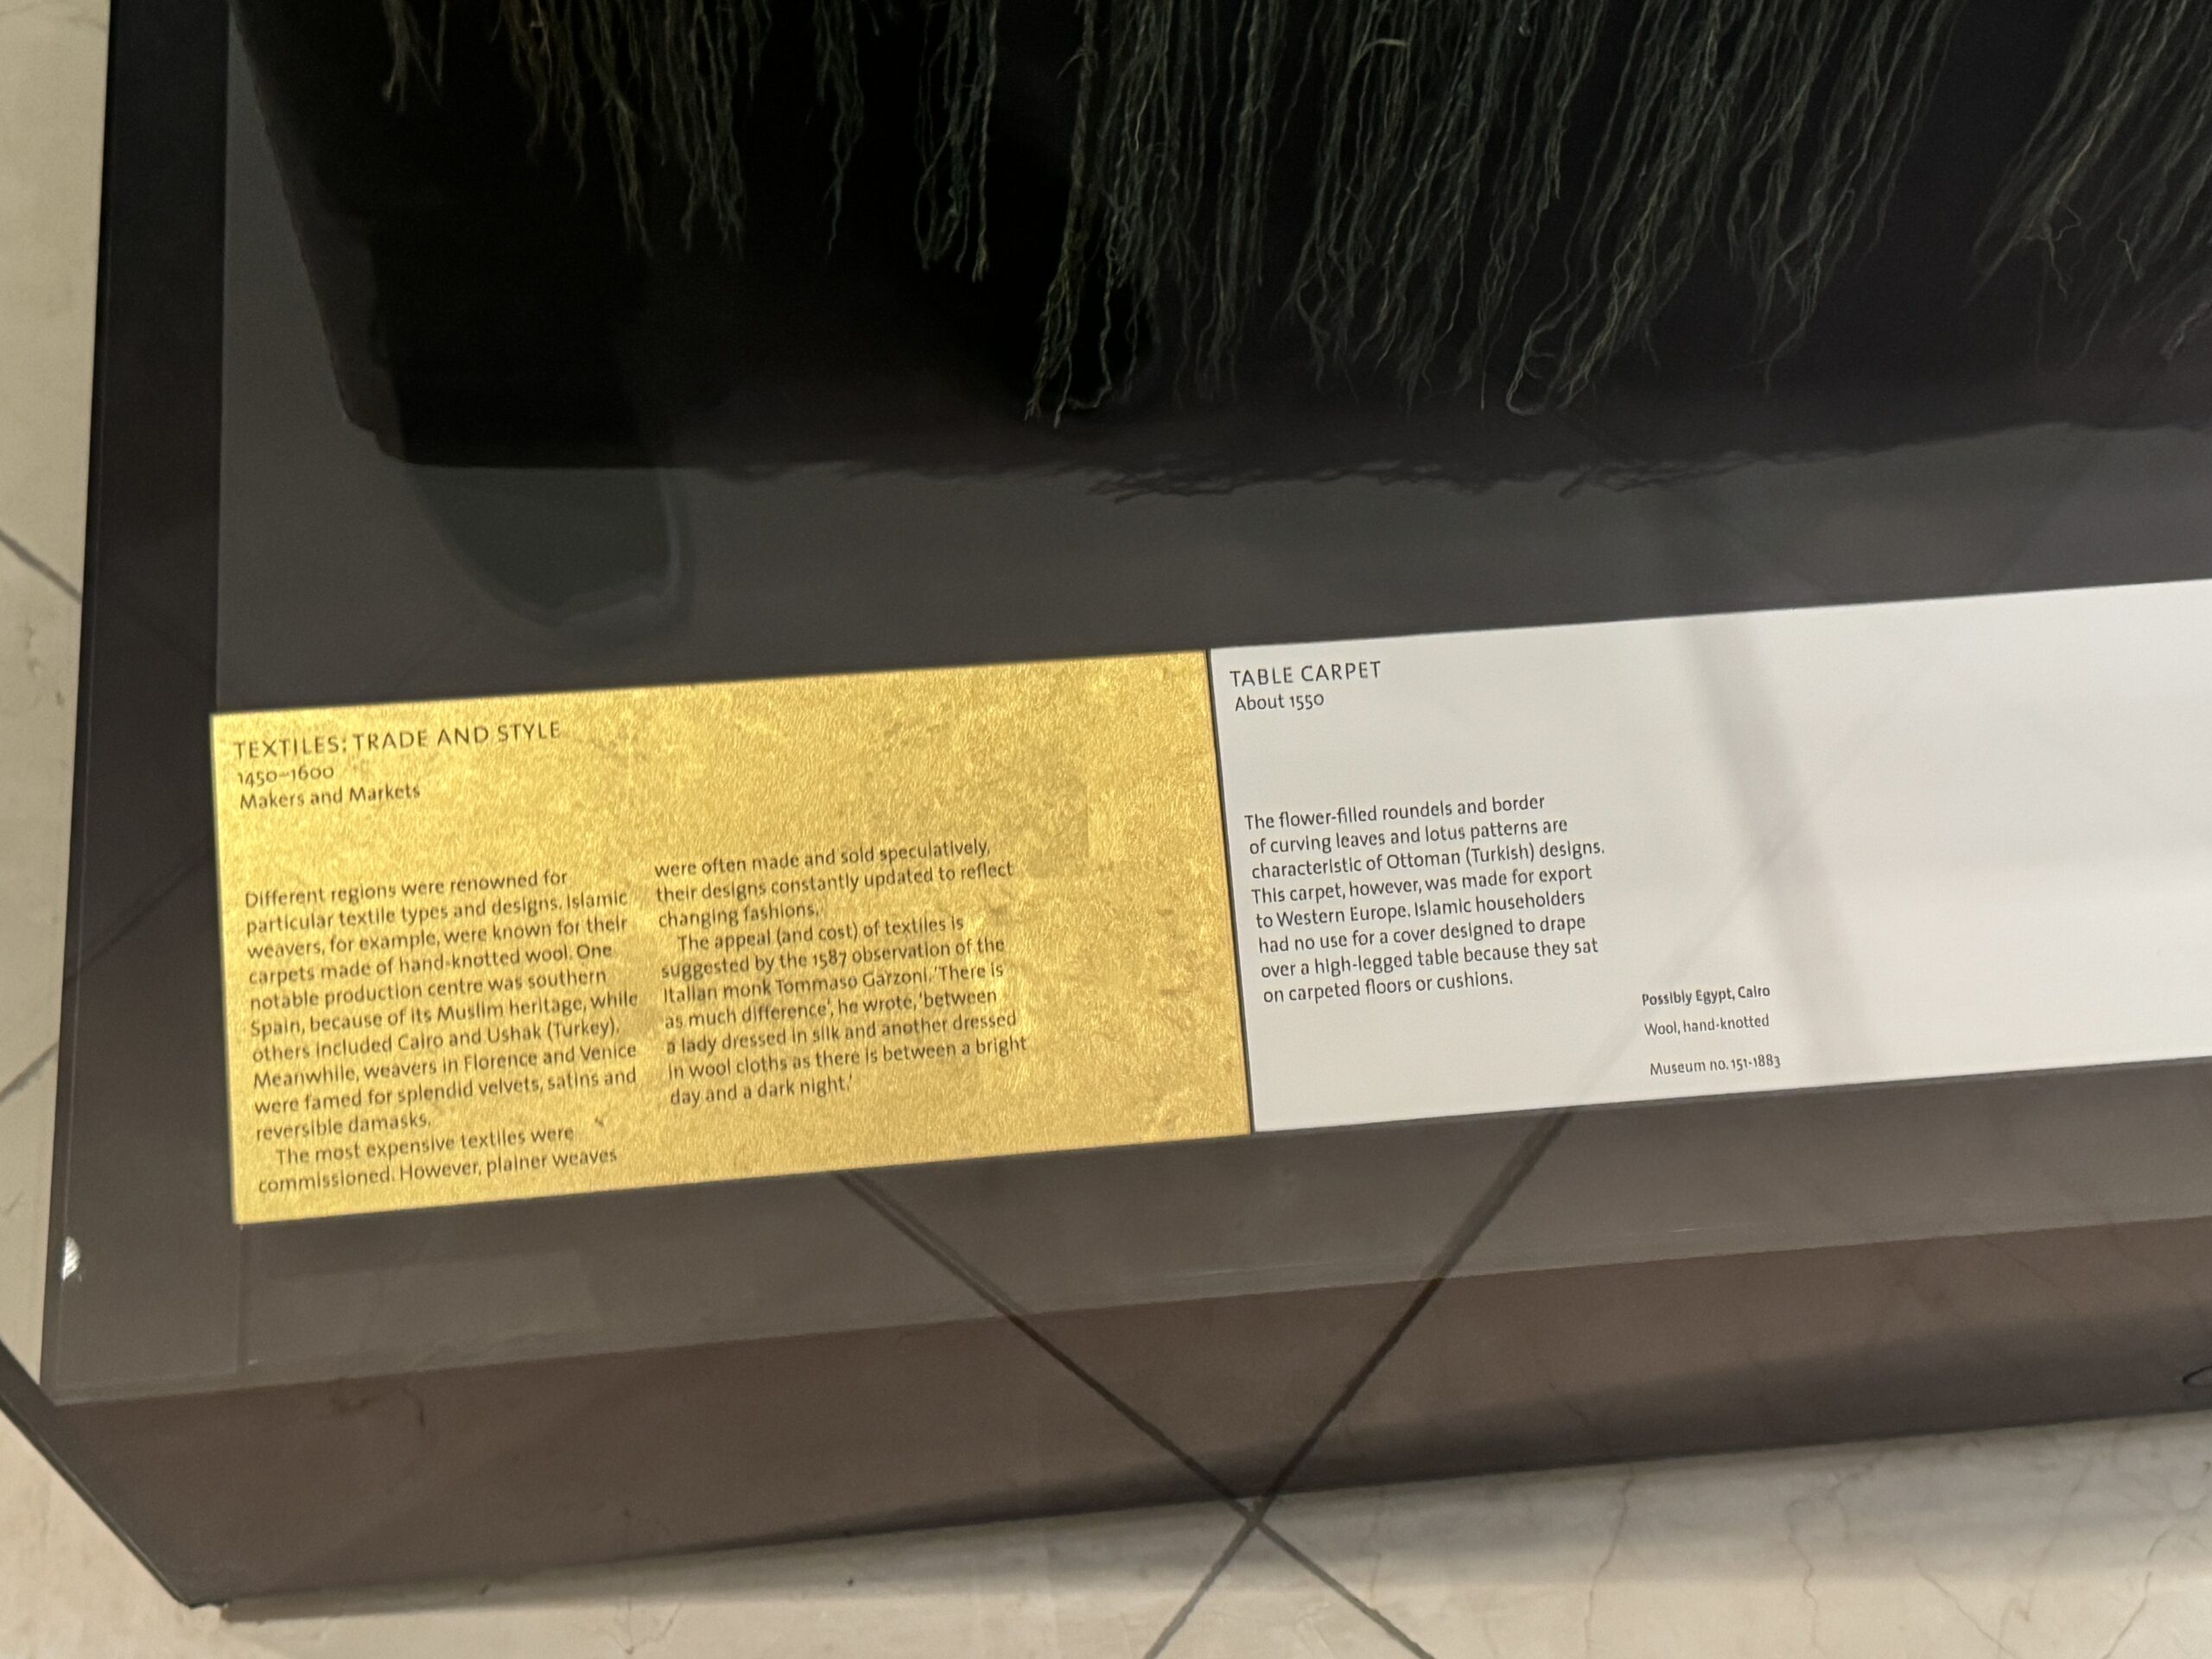 TEXTILES: TRADE AND STYLE
1450–1600
Makers and Markets
Different regions were renowned for
particular textile types and designs. Islamic
weavers, for example, were known for their
carpets made of hand-knotted wool. One
notable production centre was southern
Spain, because of its Muslim heritage, while
others included Cairo and Ushak (Turkey).
Meanwhile, weavers in Florence and Venice
were famed for splendid velvets, satins and
reversible damasks.
The most expensive textiles were
commissioned. However, plainer weaves
were often made and sold speculatively,
their designs constantly updated to reflect
changing fashions.
The appeal (and cost) of textiles is
suggested by the 1587 observation of the
Italian monk Tommaso Garzoni. 'There is
as much difference', he wrote, 'between
a lady dressed in silk and another dressed
in wool cloths as there is between a bright
day and a dark night.'
TABLE CARPET
About 1550
The flower-filled roundels and border
of curving leaves and lotus patterns are
characteristic of Ottoman (Turkish) designs.
This carpet, however, was made for export
to Western Europe. Islamic householders
had no use for a cover designed to drape
over a high-legged table because they sat
on carpeted floors or cushions.
Possibly Egypt, Cairo
Wool, hand-knotted
Museum no. 151-1883